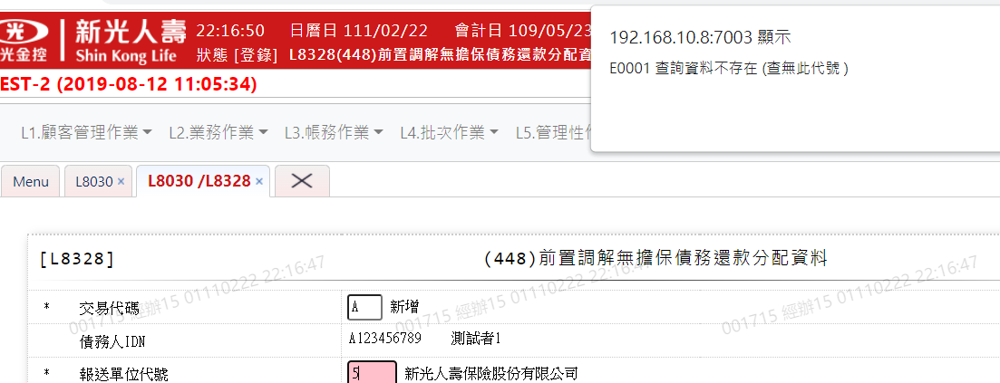 新光人壽
Shin Kong Life
光金控
22:16:50 日曆日 111/02/22 會計日 109/05/23
狀態 [登錄] L8328(448)前置調解無擔保債務還款分配資
EST-2 (2019-08-12 11:05:34)
192.168.10.8:7003 顯示
E0001 查詢資料不存在 (查無此代號 )
L1.顧客管理作業 L2.業務作業 L3.帳務作業 L4.批次作業 L5.管理性
Menu L8030 × L8030 /L8328 ×
[L8328] (448)前置調解無擔保債務還款分配資料
* 交易代碼 A 新增
債務人IDN A123456789 測試者1
* 報送單位代號 5 新光人壽保險股份有限公司
001715 經辦15 01110222 22:16:47
001715 經辦15 01110222 22:16:47
001715 經辦15 01110222 22:16:47